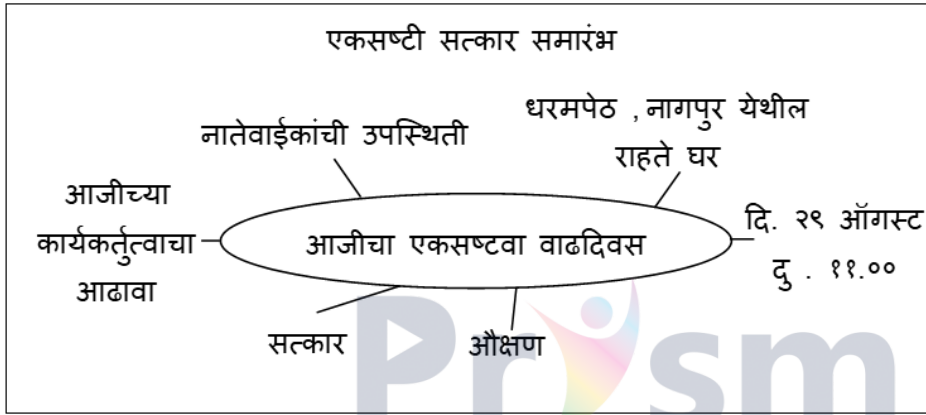 एकसष्टी सत्कार समारंभ
धरमपेठ , नागपुर येथील
राहते घर
नातेवाईकांची उपस्थिती
आजीच्या
कार्यकर्तुत्वाचा
आढावा
आजीचा एकसष्टवा वाढदिवस
दि. २९ ऑगस्ट
दु . ११.००
सत्कार
औक्षण
Prism